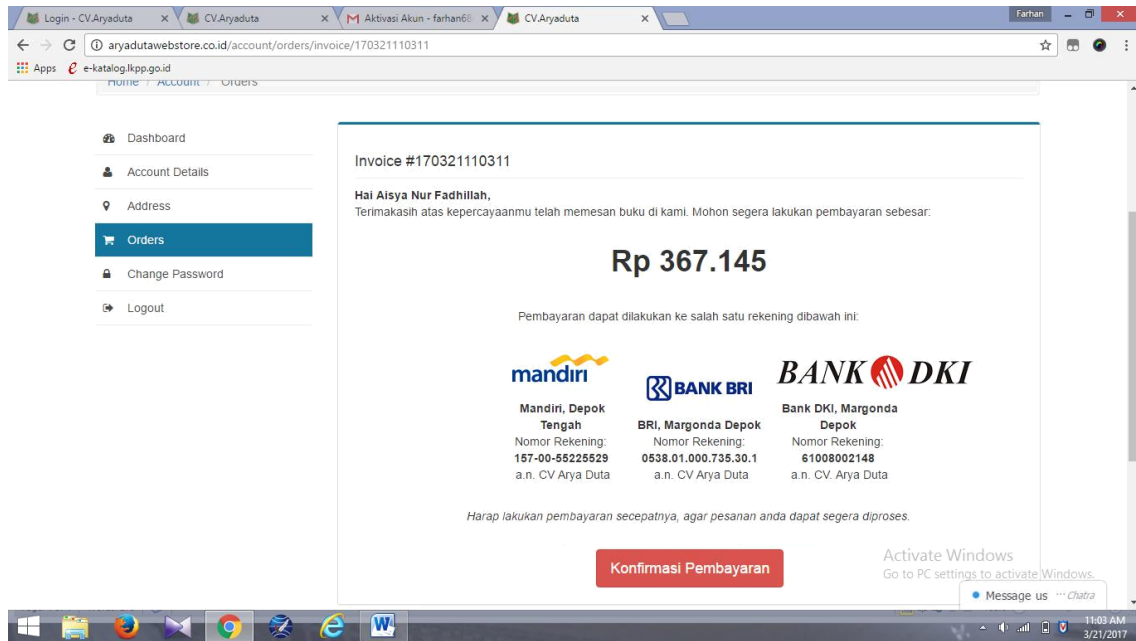 Login - CV.Aryaduta
CV.Aryaduta
Aktivasi Akun - farhan68
CV.Aryaduta
Farhan
aryadutawebstore.co.id/account/orders/invoice/170321110311
Apps
e-katalog.lkpp.go.id
Home / Account / Orders
Dashboard
Account Details
Address
Orders
Change Password
Logout
Invoice #170321110311
Hai Aisya Nur Fadhillah,
Terimakasih atas kepercayaanmu telah memesan buku di kami. Mohon segera lakukan pembayaran sebesar:
Rp 367.145
Pembayaran dapat dilakukan ke salah satu rekening dibawah ini:
mandiri
Mandiri, Depok
Tengah
Nomor Rekening:
157-00-55225529
a.n. CV Arya Duta
BANK BRI
BRI, Margonda Depok
Nomor Rekening:
0538.01.000.735.30.1
a.n. CV Arya Duta
BANK DKI
Bank DKI, Margonda
Depok
Nomor Rekening:
61008002148
a.n. CV. Arya Duta
Harap lakukan pembayaran secepatnya, agar pesanan anda dapat segera diproses.
Konfirmasi Pembayaran
Activate Windows
Go to PC settings to activate Windows.
Message us
Chatra
11:03 AM
3/21/2017